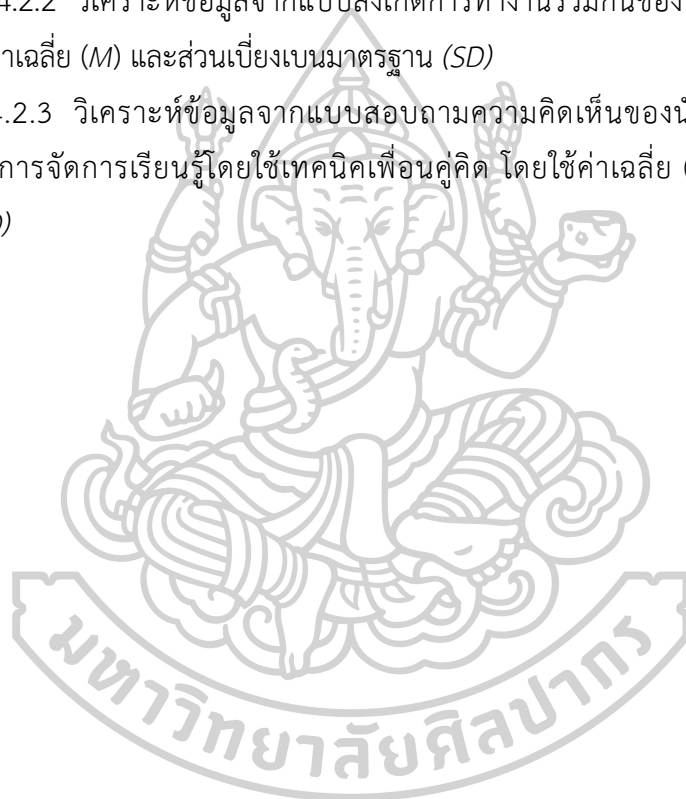 4.2.2 วิเคราะห์ข้อมูลจากแบบสังเกตการทำงานร่วมกันของ
าเฉลี่ย (M) และส่วนเบี่ยงเบนมาตรฐาน (SD)
4.2.3 วิเคราะห์ข้อมูลจากแบบสอบถามความคิดเห็นของนั
การจัดการเรียนรู้โดยใช้เทคนิคเพื่อนคู่คิด โดยใช้ค่าเฉลี่ย (
)
มหาวิทยาลัยศิลปากร